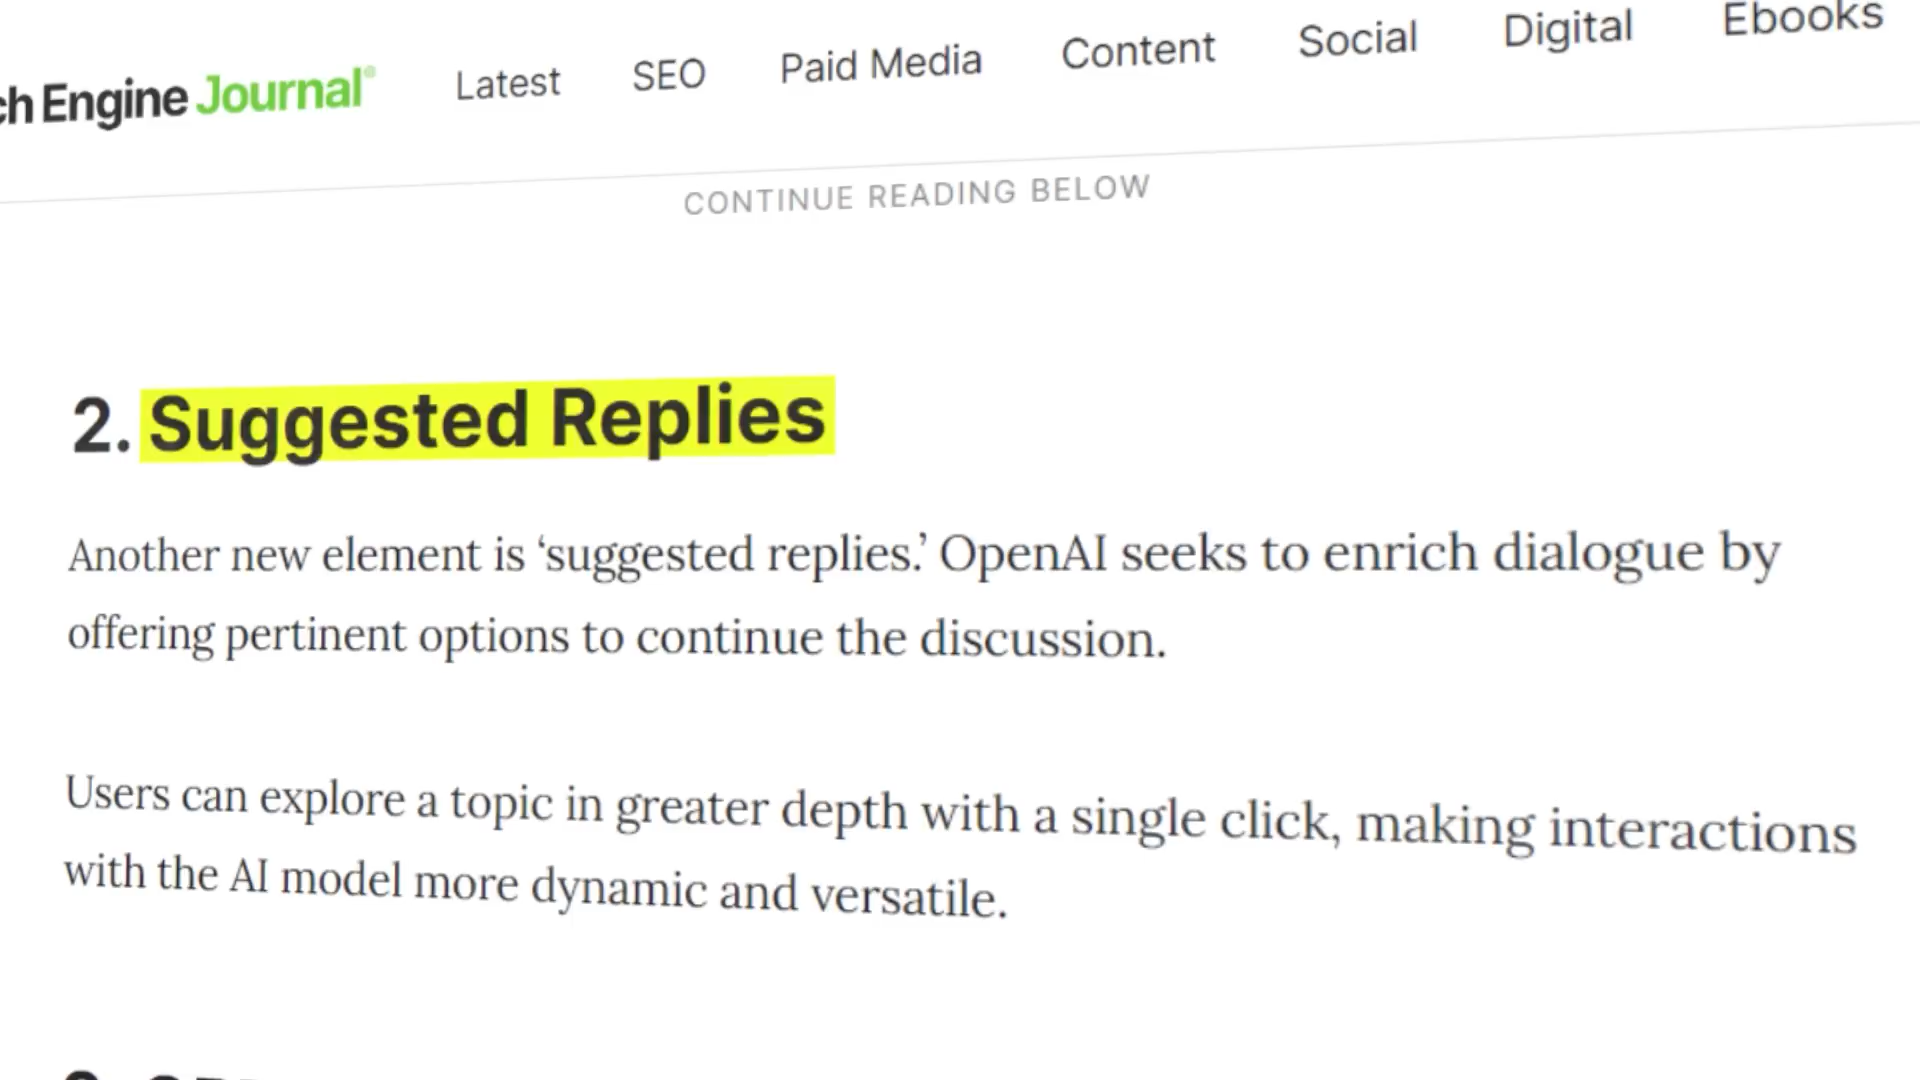 ch Engine Journal
Latest SEO Paid Media Content Social Digital Ebooks
CONTINUE READING BELOW
2. Suggested Replies
Another new element is ‘suggested replies.’ OpenAI seeks to enrich dialogue by
offering pertinent options to continue the discussion.
Users can explore a topic in greater depth with a single click, making interactions
with the AI model more dynamic and versatile.